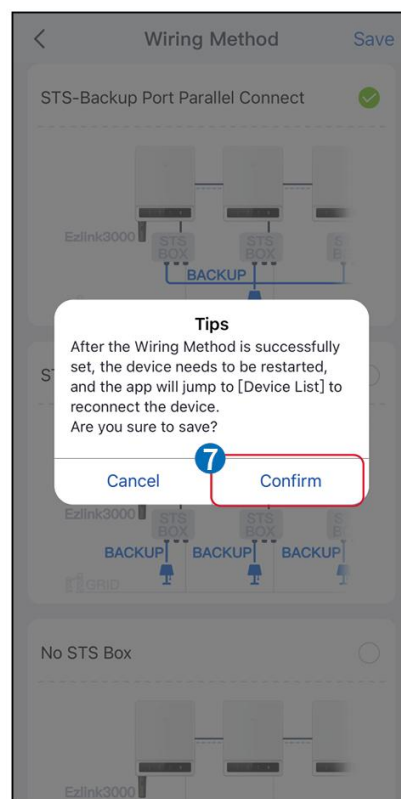 Wiring Method
Save
STS-Backup Port Parallel Connect
Ezlink3000
STS
BOX
STS
BOX
S
B
BACKUP
Tips
After the Wiring Method is successfully
set, the device needs to be restarted,
and the app will jump to [Device List] to
reconnect the device.
Are you sure to save?
7
Cancel
Confirm
Ezlink3000
STS
BOX
STS
BOX
S
B
BACKUP
BACKUP
BACKUP
GRID
No STS Box
Ezlink3000